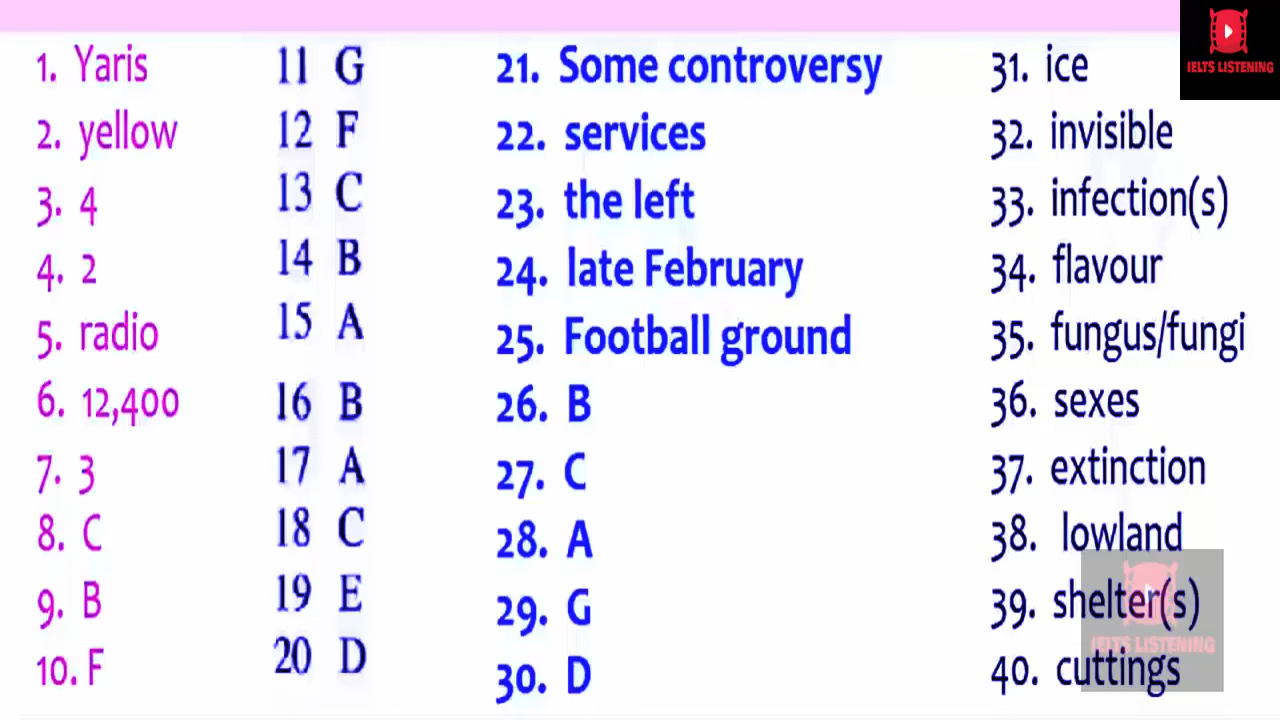 1. Yaris
2. yellow
3. 4
4. 2
5. radio
6. 12,400
7. 3
8. C
9. B
10. F
11 G
12 F
13 C
14 B
15 A
16 B
17 A
18 C
19 E
20 D
21. Some controversy
22. services
23. the left
24. late February
25. Football ground
26. B
27. C
28. A
29. G
30. D
31. ice
32. invisible
33. infection(s)
34. flavour
35. fungus/fungi
36. sexes
37. extinction
38. lowland
39. shelter(s)
40. cuttings
IELTS LISTENING
IELTS LISTENING